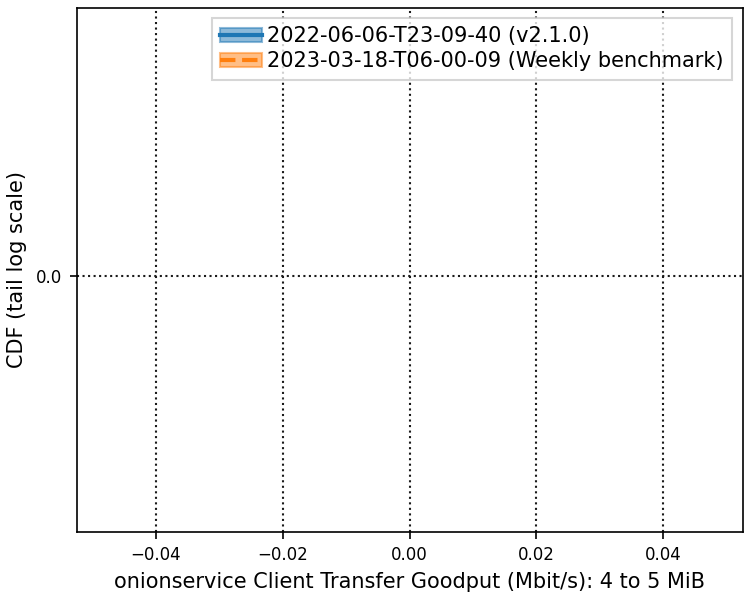 2022-06-06-T23-09-40 (v2.1.0)
2023-03-18-T06-00-09 (Weekly benchmark)
CDF (tail log scale)
0.0
−0.04
−0.02
0.00
0.02
0.04
onionservice Client Transfer Goodput (Mbit/s): 4 to 5 MiB